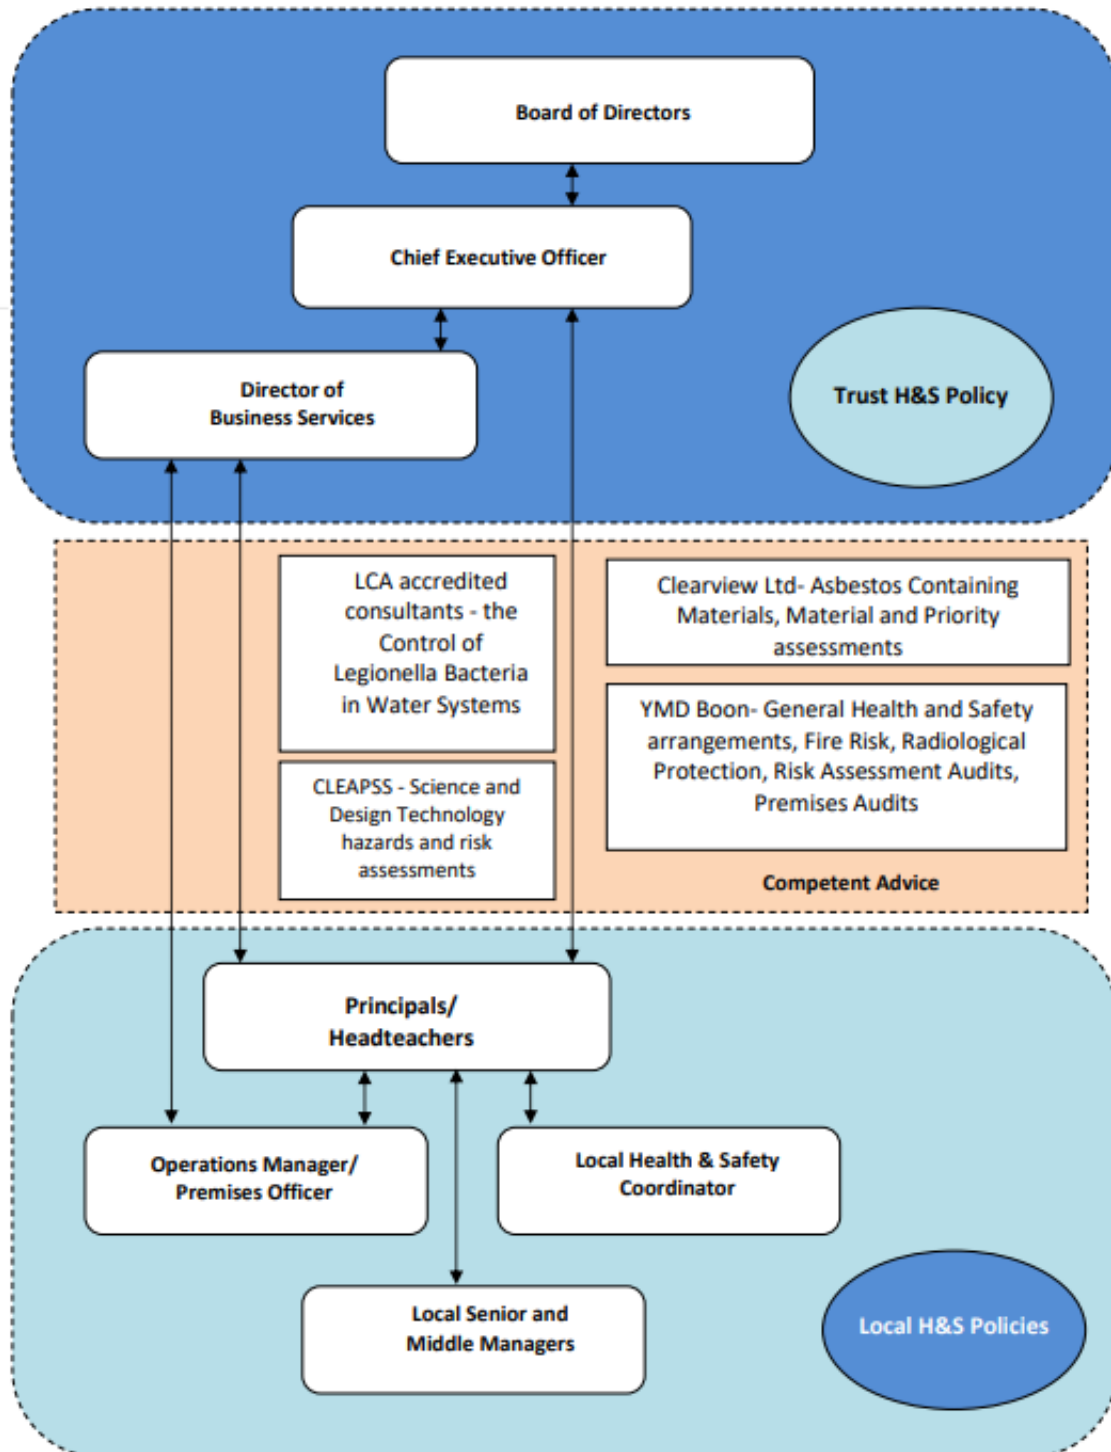 Board of Directors
Chief Executive Officer
Director of
Business Services
Trust H&S Policy
LCA accredited
consultants - the
Control of
Legionella Bacteria
in Water Systems
CLEAPSS - Science and
Design Technology
hazards and risk
assessments
Clearview Ltd- Asbestos Containing
Materials, Material and Priority
assessments
YMD Boon- General Health and Safety
arrangements, Fire Risk, Radiological
Protection, Risk Assessment Audits,
Premises Audits
Competent Advice
Principals/
Headteachers
Operations Manager/
Premises Officer
Local Health & Safety
Coordinator
Local Senior and
Middle Managers
Local H&S Policies